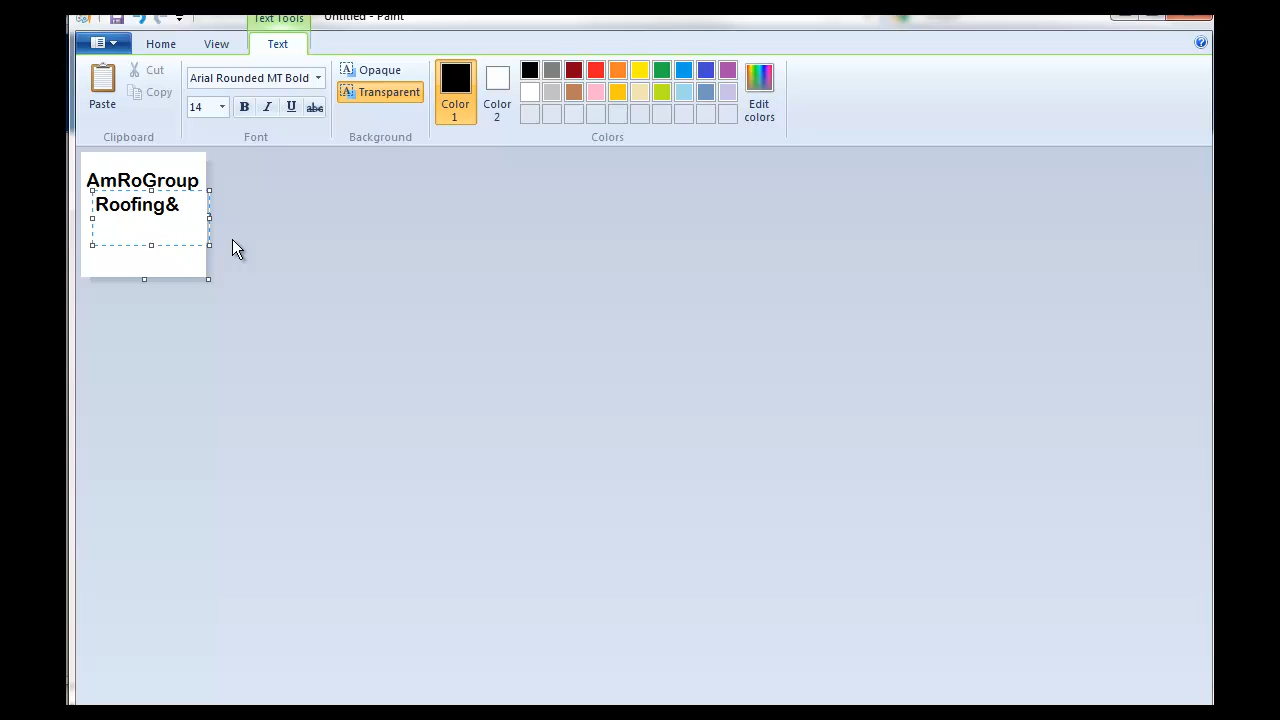 Text Tools
Untitled - Paint
Home View Text
Paste
Cut
Copy
Clipboard
Arial Rounded MT Bold
14 B I U abc
Font
Opaque
Transparent
Background
Color 1
Color 2
Edit colors
Colors
AmRoGroup
Roofing&